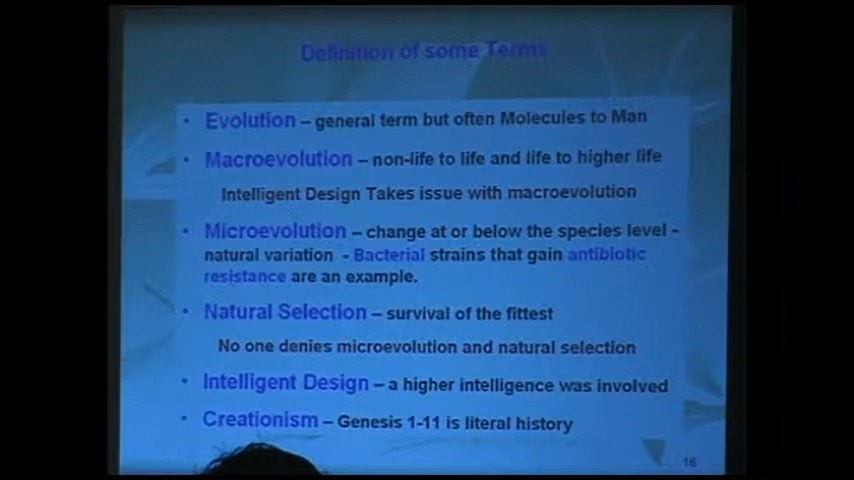 Definition of some Terms
• Evolution – general term but often Molecules to Man
• Macroevolution – non-life to life and life to higher life
Intelligent Design Takes issue with macroevolution
• Microevolution – change at or below the species level -
natural variation - Bacterial strains that gain antibiotic
resistance are an example.
• Natural Selection – survival of the fittest
No one denies microevolution and natural selection
• Intelligent Design – a higher intelligence was involved
• Creationism – Genesis 1-11 is literal history
16